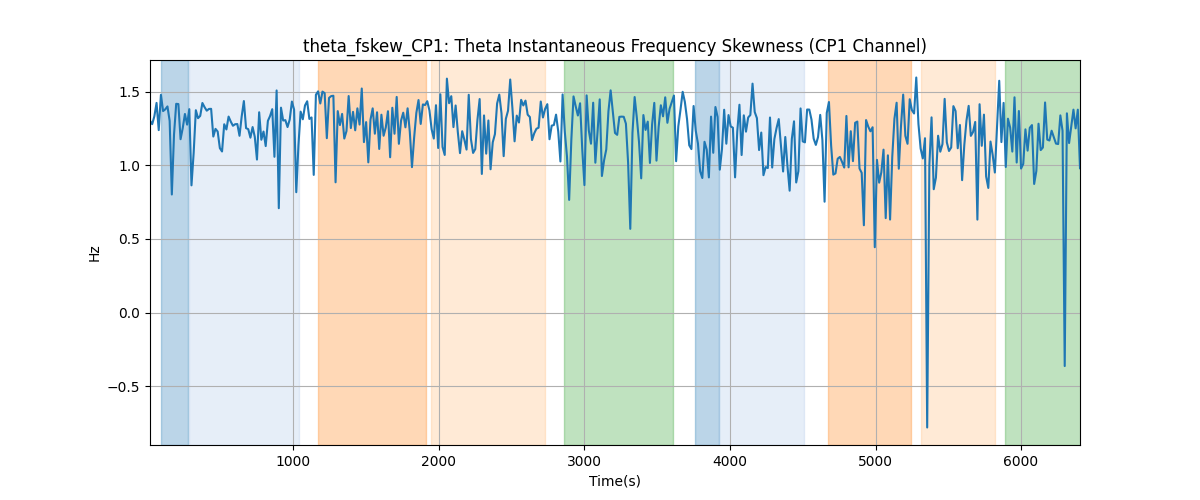 theta_fskew_CP1: Theta Instantaneous Frequency Skewness (CP1 Channel)
1.5
1.0
0.5
0.0
−0.5
Hz
1000 2000 3000 4000 5000 6000
Time(s)